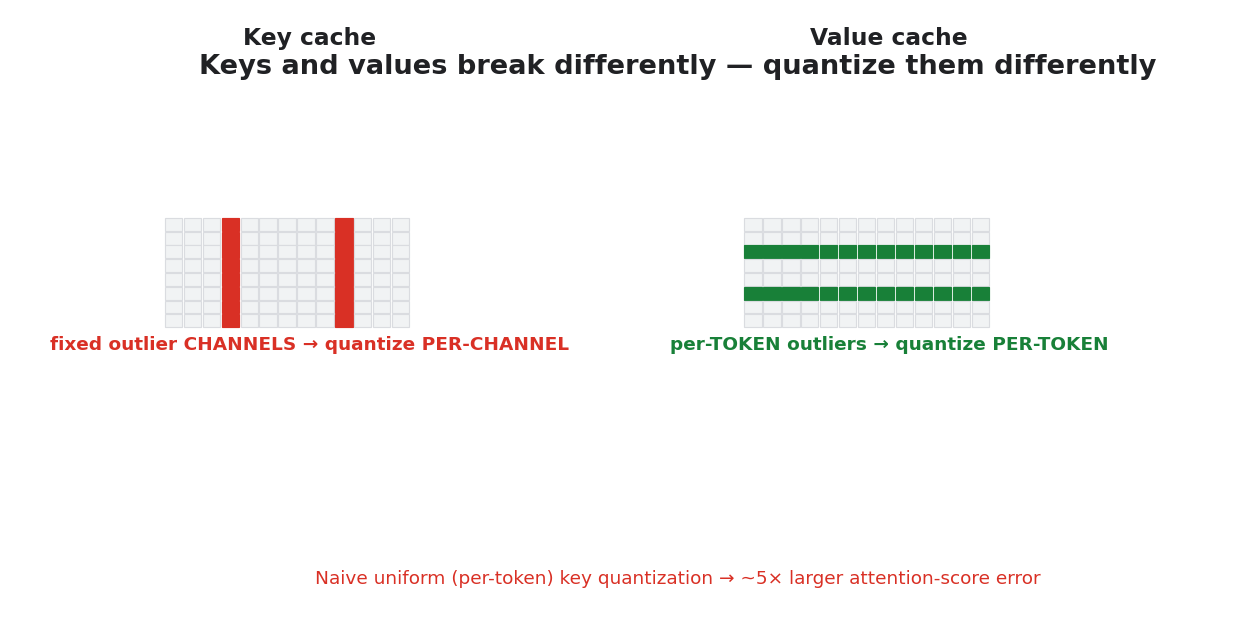 Key cache
Value cache
Keys and values break differently — quantize them differently
fixed outlier CHANNELS → quantize PER-CHANNEL
per-TOKEN outliers → quantize PER-TOKEN
Naive uniform (per-token) key quantization → ~5× larger attention-score error